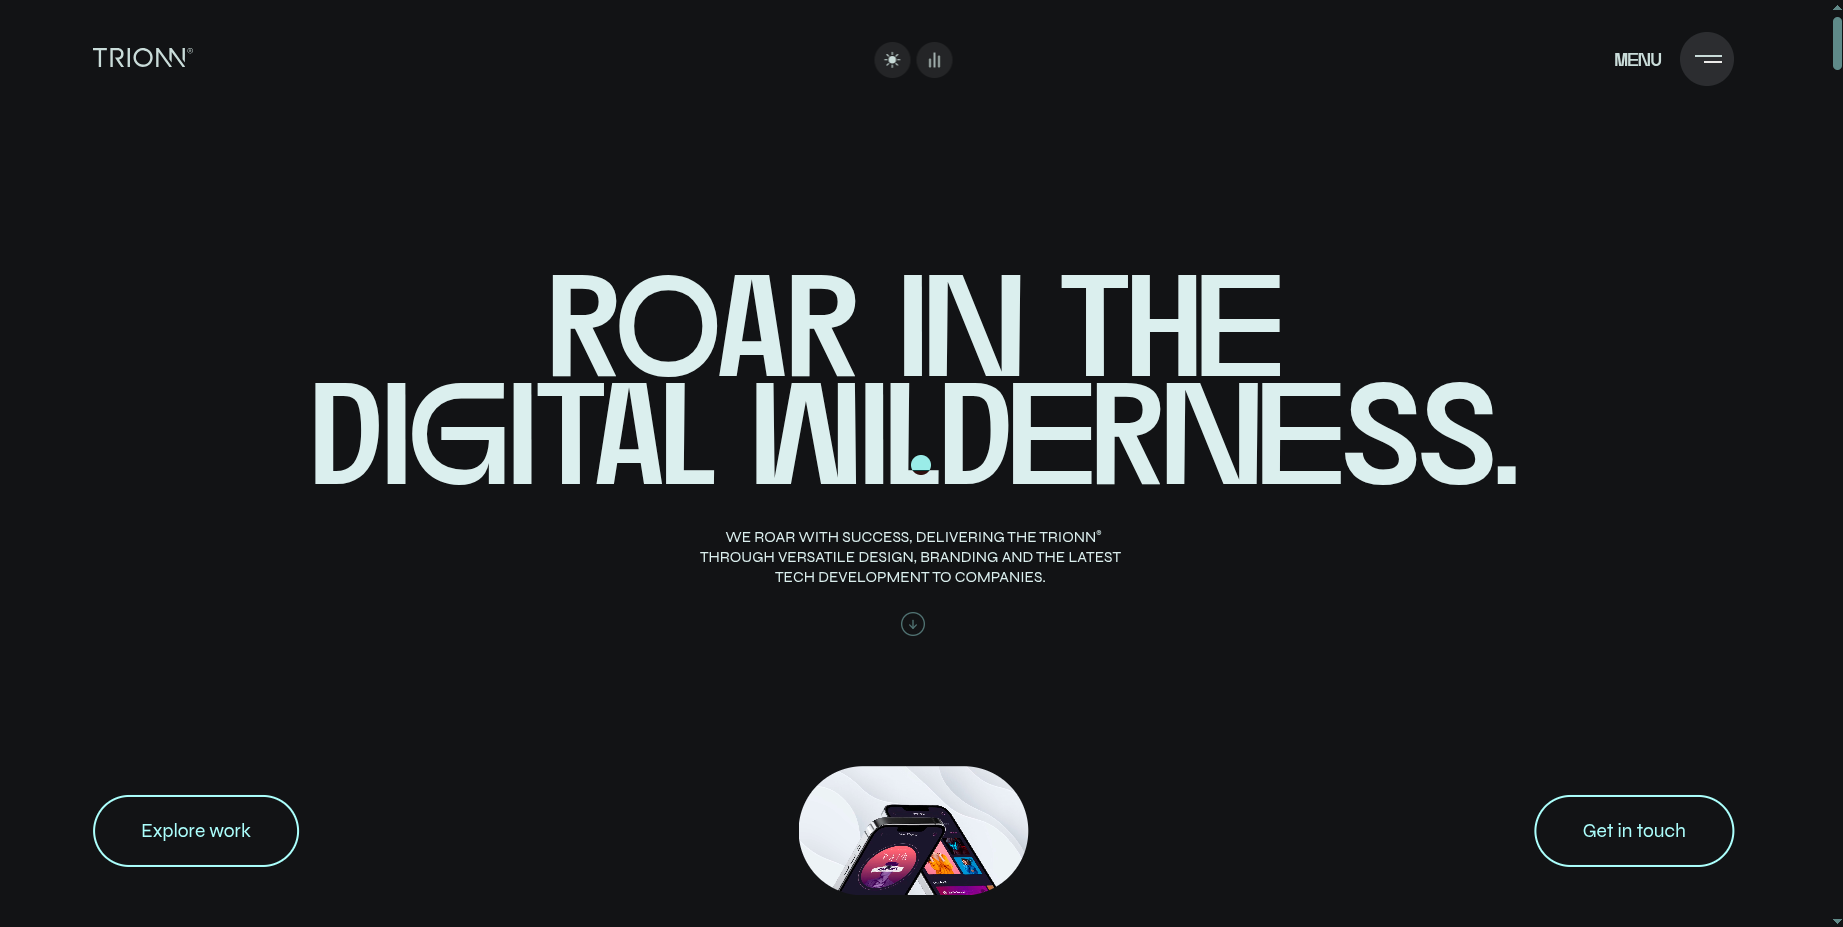 TRIONN®
MENU
ROAR IN THE
DIGITAL WILDERNESS.
WE ROAR WITH SUCCESS, DELIVERING THE TRIONN®
THROUGH VERSATILE DESIGN, BRANDING AND THE LATEST
TECH DEVELOPMENT TO COMPANIES.
Explore work
Get in touch